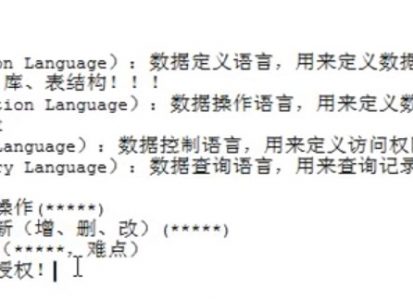 on Language): 数据定义语言, 用来定义数据
库、表结构!!!
tion Language): 数据操作语言, 用来定义数
anguage): 数据控制语言, 用来定义访问权
ry Language): 数据查询语言, 用来查询记录
操作(*****)
新(增、删、改)(*****)
(*****, 难点)
授权!